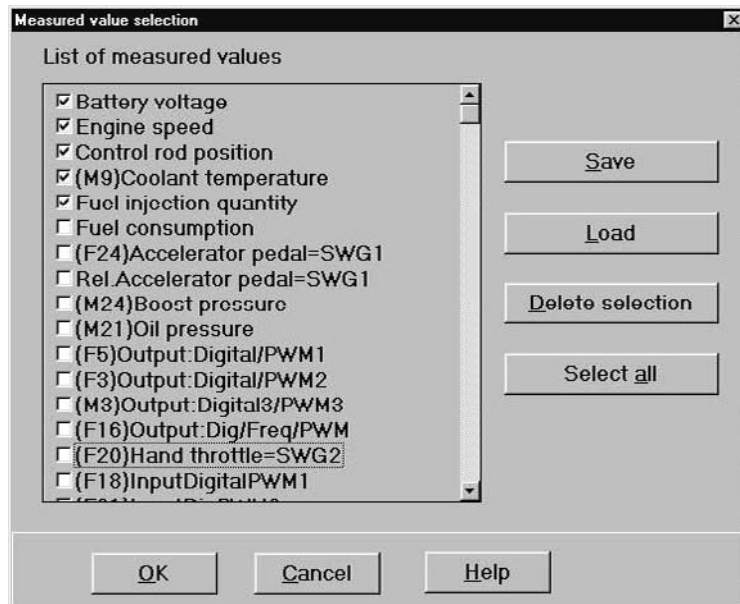 Measured value selection
List of measured values
Battery voltage
Engine speed
Control rod position
(M9)Coolant temperature
Fuel injection quantity
Fuel consumption
(F24)Accelerator pedal=SWG1
Rel.Accelerator pedal=SWG1
(M24)Boost pressure
(M21)Oil pressure
(F5)Output:Digital/PWM1
(F3)Output:Digital/PWM2
(M3)Output:Digital3/PWM3
(F16)Output:Dig/Freq/PWM
(F20)Hand throttle=SWG2
(F18)InputDigitalPWM1
Save
Load
Delete selection
Select all
OK
Cancel
Help